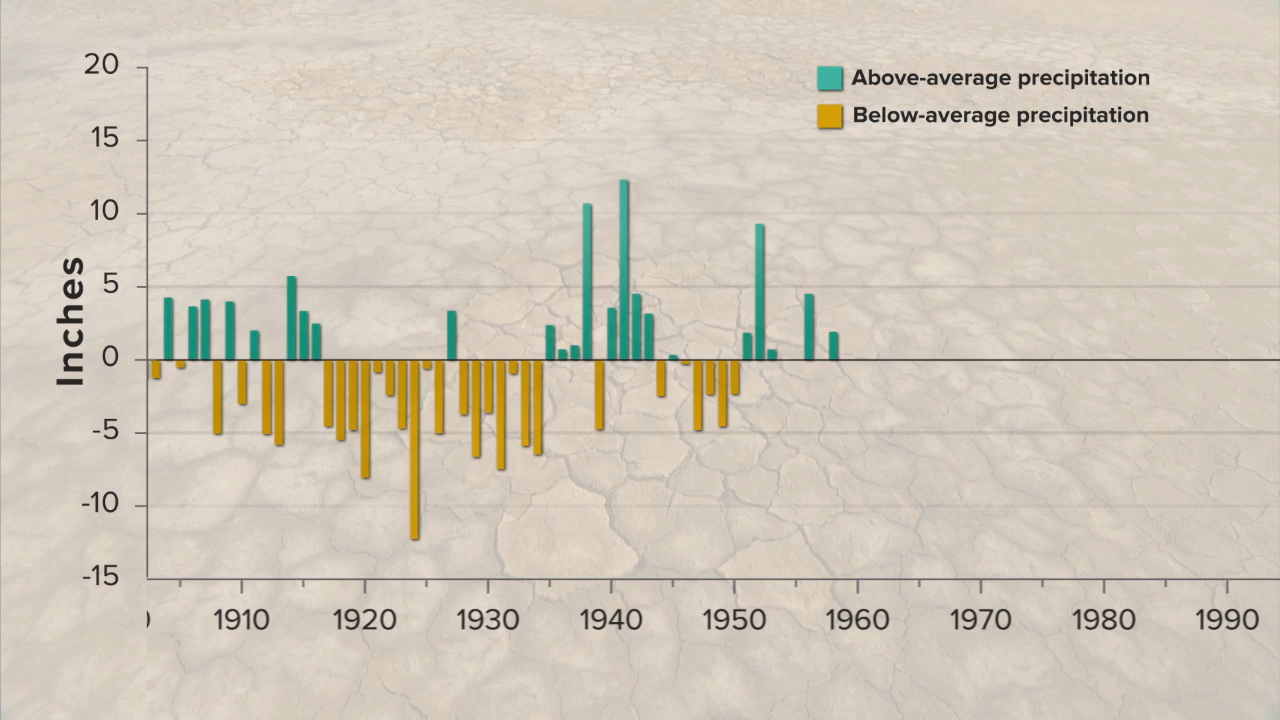 20
15
10
5
0
-5
-10
-15
Inches
Above-average precipitation
Below-average precipitation
1910 1920 1930 1940 1950 1960 1970 1980 1990